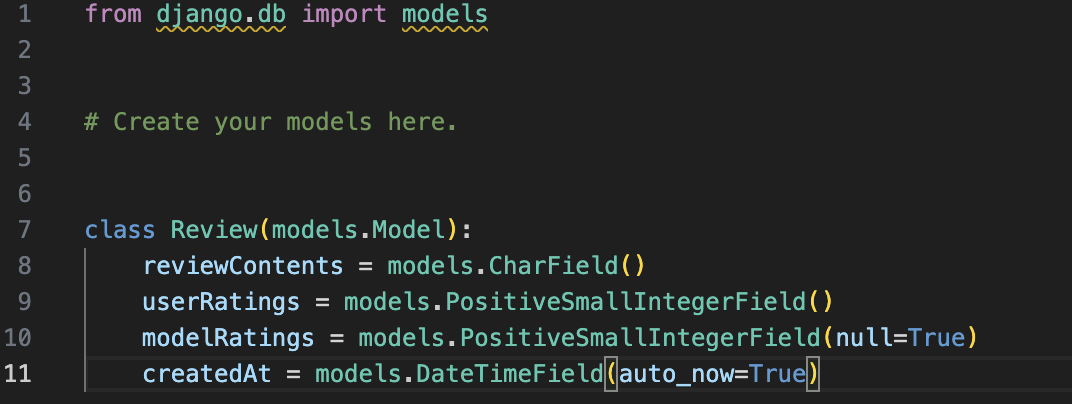 1 from django.db import models
2
3
4 # Create your models here.
5
6
7 class Review(models.Model):
8     reviewContents = models.CharField()
9     userRatings = models.PositiveSmallIntegerField()
10     modelRatings = models.PositiveSmallIntegerField(null=True)
11     createdAt = models.DateTimeField(auto_now=True)